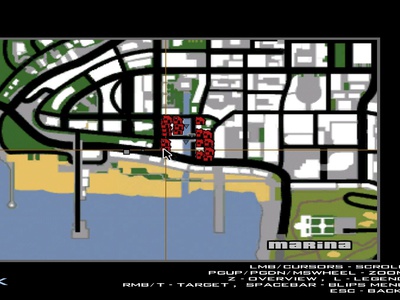 marina
LMB/CURSORS - SCROLL
PGUP/PGDN/MSWHEEL - ZOOM
Z - OVERVIEW , L - LEGEND
RMB/T - TARGET , SPACEBAR - BLIPS MENU
ESC - BACK